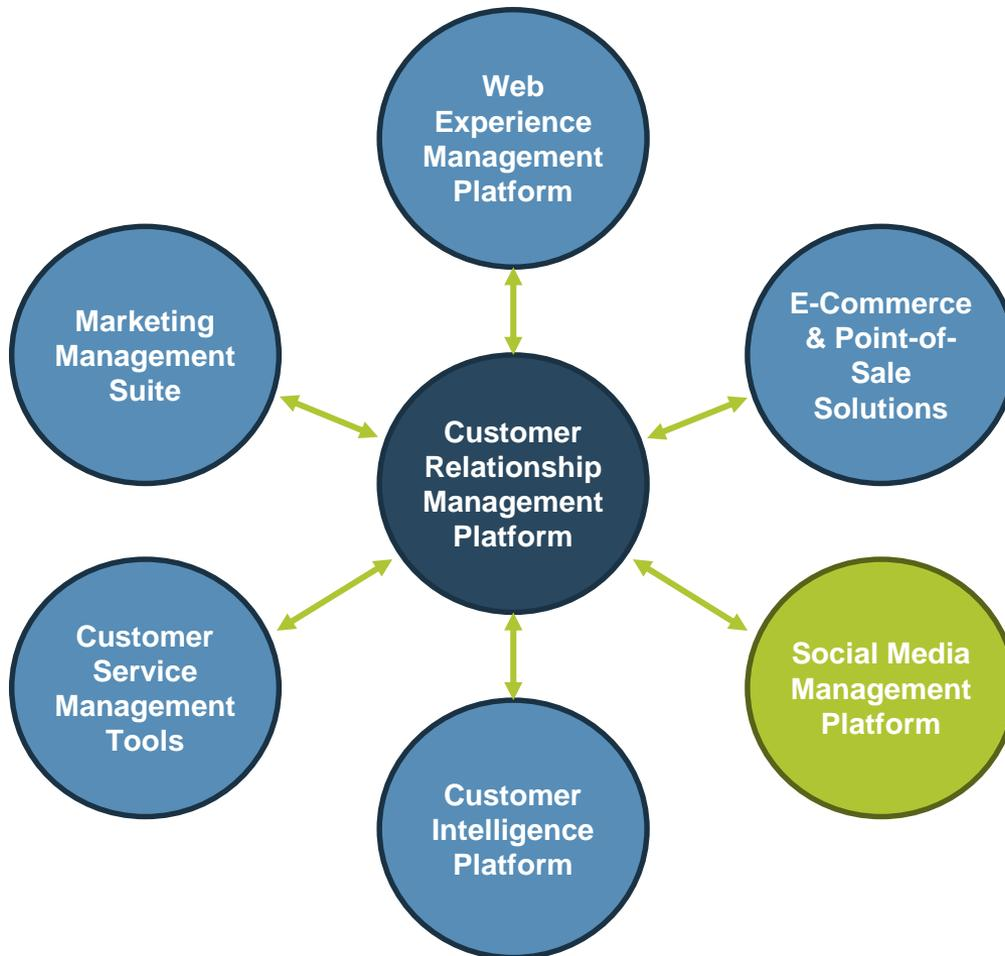 Web
Experience
Management
Platform
Marketing
Management
Suite
E-Commerce
& Point-of-
Sale
Solutions
Customer
Relationship
Management
Platform
Customer
Service
Management
Tools
Social Media
Management
Platform
Customer
Intelligence
Platform